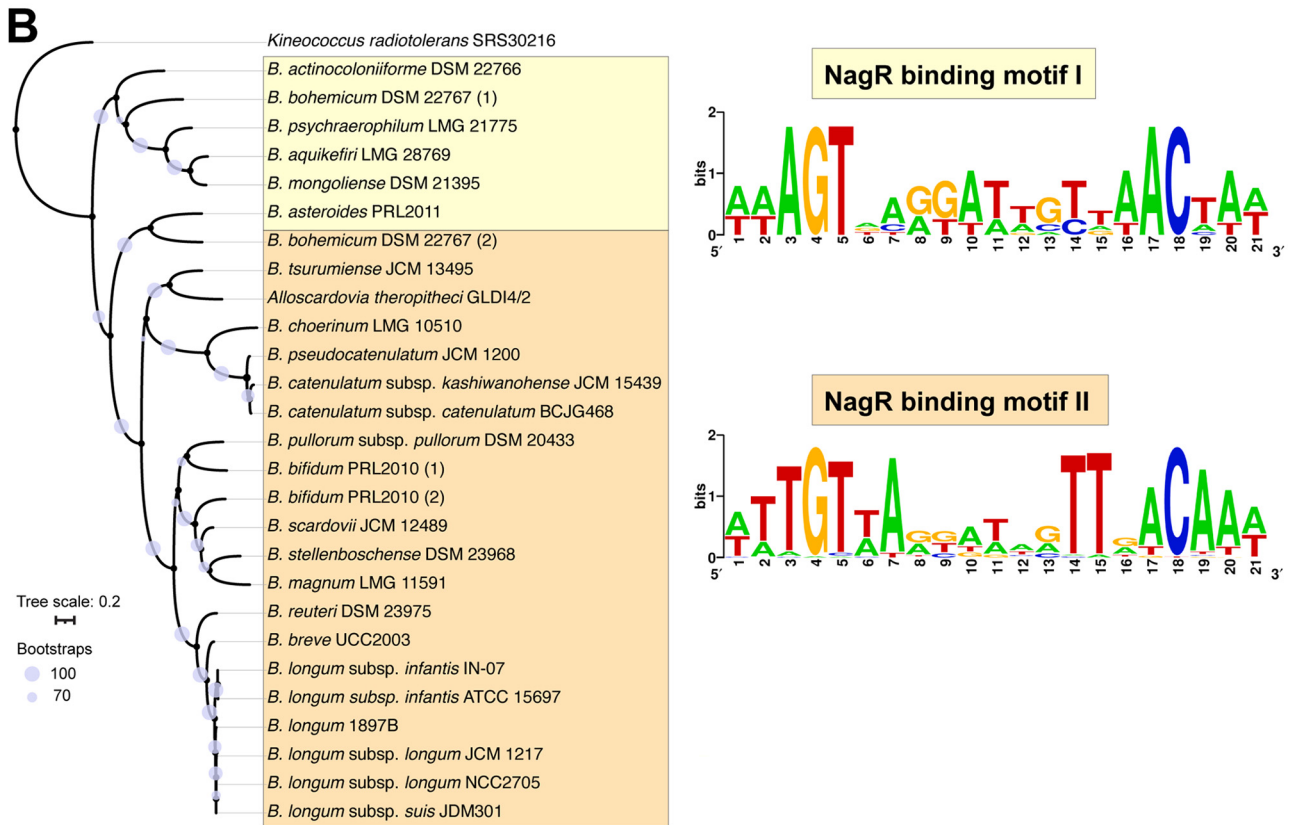 B
Kineococcus radiotolerans SRS30216
B. actinocoloniiforme DSM 22766
B. bohemicum DSM 22767 (1)
B. psychraerophilum LMG 21775
B. aquikefiri LMG 28769
B. mongoliense DSM 21395
B. asteroides PRL2011
B. bohemicum DSM 22767 (2)
B. tsurumiense JCM 13495
Alloscardovia theropitheci GLDI4/2
B. choerinum LMG 10510
B. pseudocatenulatum JCM 1200
B. catenulatum subsp. kashiwanohense JCM 15439
B. catenulatum subsp. catenulatum BCJG468
B. pullorum subsp. pullorum DSM 20433
B. bifidum PRL2010 (1)
B. bifidum PRL2010 (2)
B. scardovii JCM 12489
B. stellenboschense DSM 23968
B. magnum LMG 11591
B. reuteri DSM 23975
B. breve UCC2003
B. longum subsp. infantis IN-07
B. longum subsp. infantis ATCC 15697
B. longum 1897B
B. longum subsp. longum JCM 1217
B. longum subsp. longum NCC2705
B. longum subsp. suis JDM301
Tree scale: 0.2
Bootstraps
100
70
NagR binding motif I
2
bits
1
0
5′ 1 2 3 4 5 6 7 8 9 10 11 12 13 14 15 16 17 18 19 20 21 3′
NagR binding motif II
2
bits
1
0
5′ 1 2 3 4 5 6 7 8 9 10 11 12 13 14 15 16 17 18 19 20 21 3′